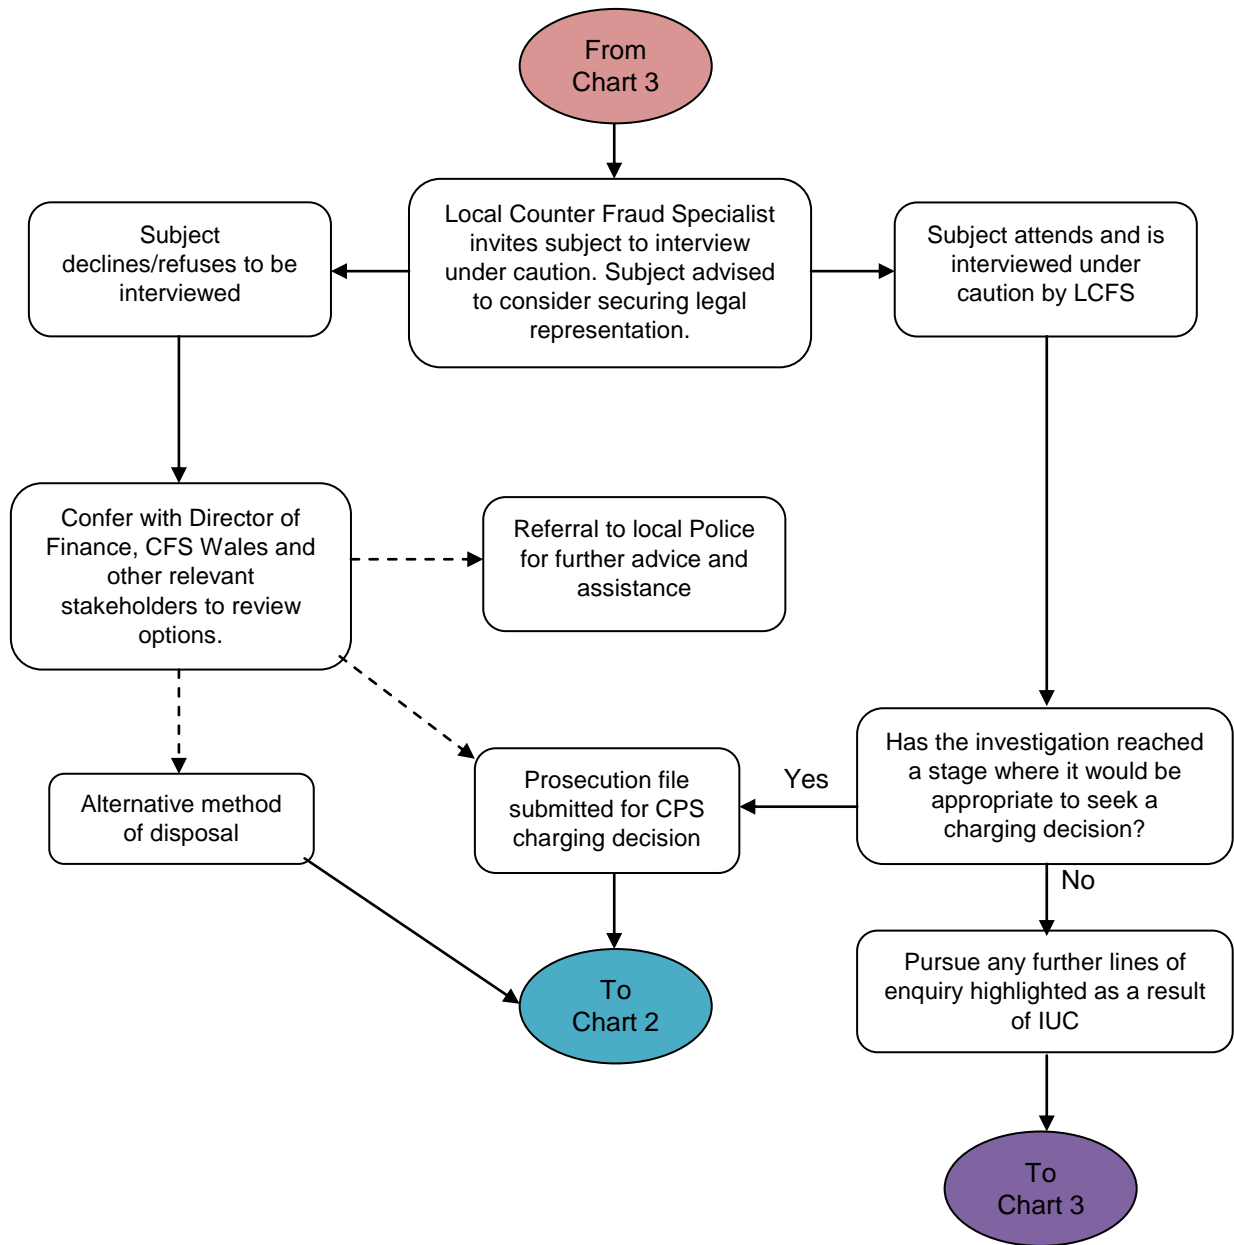 From
Chart 3
Subject
declines/refuses to be
interviewed
Local Counter Fraud Specialist
invites subject to interview
under caution. Subject advised
to consider securing legal
representation.
Subject attends and is
interviewed under
caution by LCFS
Confer with Director of
Finance, CFS Wales and
other relevant
stakeholders to review
options.
Referral to local Police
for further advice and
assistance
Alternative method
of disposal
Prosecution file
submitted for CPS
charging decision
Yes
Has the investigation reached
a stage where it would be
appropriate to seek a
charging decision?
No
To
Chart 2
Pursue any further lines of
enquiry highlighted as a result
of IUC
To
Chart 3